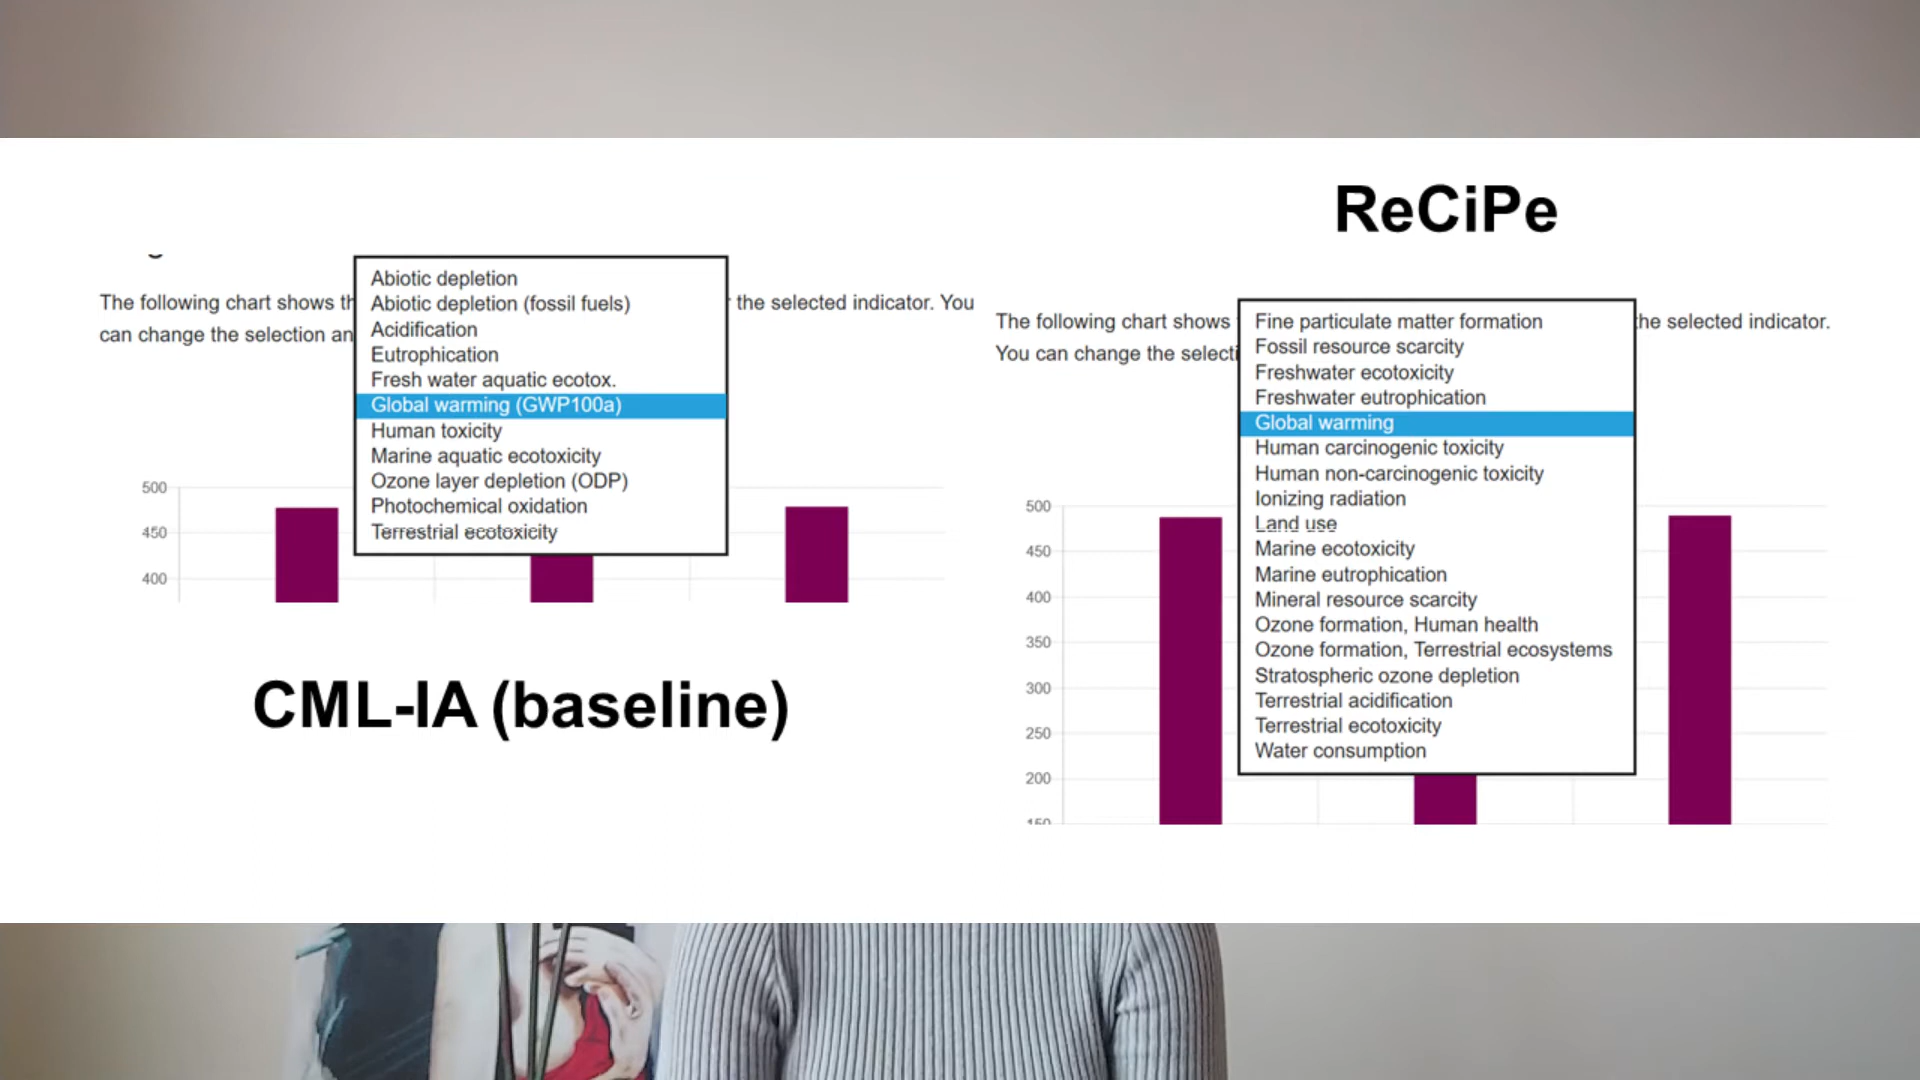 The following chart shows th
the selected indicator. You
can change the selection an
Abiotic depletion
Abiotic depletion (fossil fuels)
Acidification
Eutrophication
Fresh water aquatic ecotox.
Global warming (GWP100a)
Human toxicity
Marine aquatic ecotoxicity
Ozone layer depletion (ODP)
Photochemical oxidation
Terrestrial ecotoxicity
500
450
400
CML-IA (baseline)
ReCiPe
The following chart shows
the selected indicator.
You can change the selecti
Fine particulate matter formation
Fossil resource scarcity
Freshwater ecotoxicity
Freshwater eutrophication
Global warming
Human carcinogenic toxicity
Human non-carcinogenic toxicity
Ionizing radiation
Land use
Marine ecotoxicity
Marine eutrophication
Mineral resource scarcity
Ozone formation, Human health
Ozone formation, Terrestrial ecosystems
Stratospheric ozone depletion
Terrestrial acidification
Terrestrial ecotoxicity
Water consumption
500
450
400
350
300
250
200
150